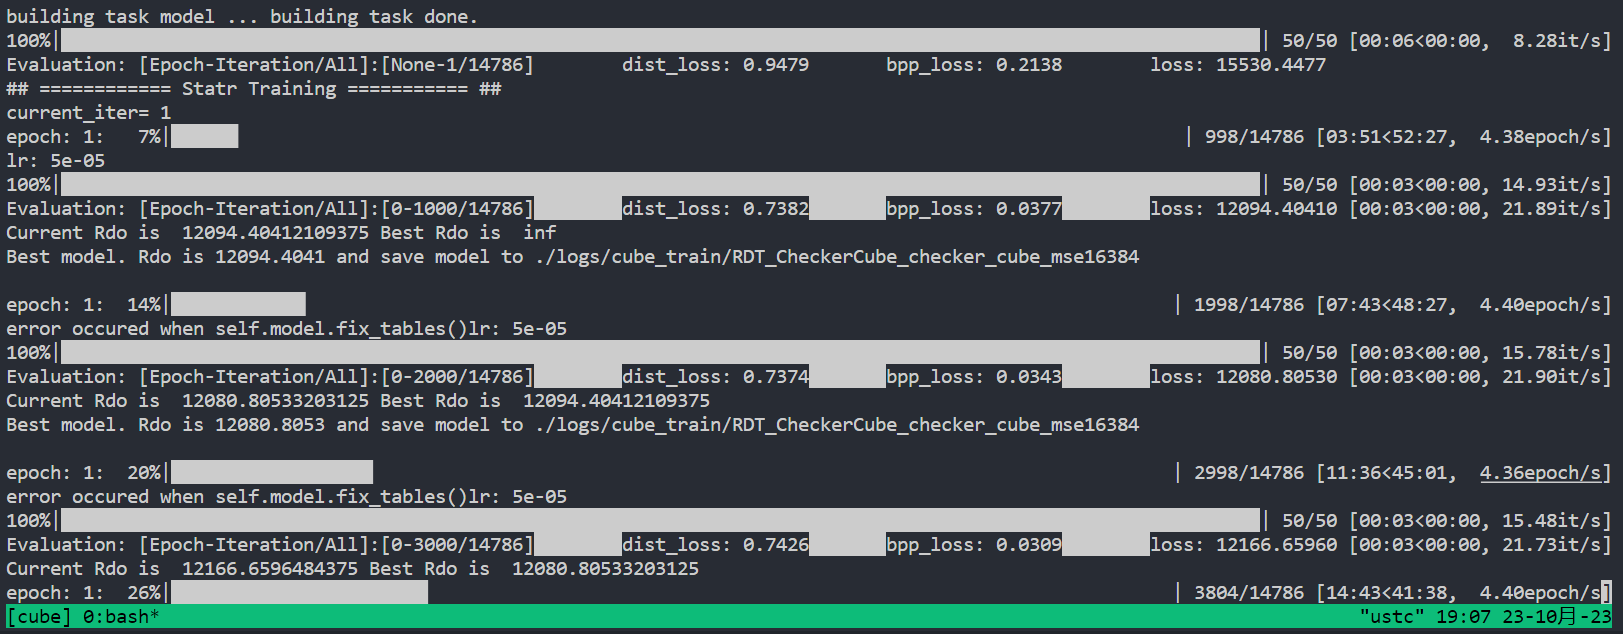 building task model ... building task done.
100%| | 50/50 [00:06<00:00,  8.28it/s]
Evaluation: [Epoch-Iteration/All]:[None-1/14786]        dist_loss: 0.9479       bpp_loss: 0.2138        loss: 15530.4477
## ============ Statr Training =========== ##
current_iter= 1
epoch: 1:   7%| | 998/14786 [03:51<52:27,  4.38epoch/s]
lr: 5e-05
100%| | 50/50 [00:03<00:00, 14.93it/s]
Evaluation: [Epoch-Iteration/All]:[0-1000/14786]        dist_loss: 0.7382       bpp_loss: 0.0377        loss: 12094.40410 [00:03<00:00, 21.89it/s]
Current Rdo is  12094.40412109375 Best Rdo is  inf
Best model. Rdo is 12094.4041 and save model to ./logs/cube_train/RDT_CheckerCube_checker_cube_mse16384
epoch: 1:  14%| | 1998/14786 [07:43<48:27,  4.40epoch/s]
error occured when self.model.fix_tables()lr: 5e-05
100%| | 50/50 [00:03<00:00, 15.78it/s]
Evaluation: [Epoch-Iteration/All]:[0-2000/14786]        dist_loss: 0.7374       bpp_loss: 0.0343        loss: 12080.80530 [00:03<00:00, 21.90it/s]
Current Rdo is  12080.80533203125 Best Rdo is  12094.40412109375
Best model. Rdo is 12080.8053 and save model to ./logs/cube_train/RDT_CheckerCube_checker_cube_mse16384
epoch: 1:  20%| | 2998/14786 [11:36<45:01,  4.36epoch/s]
error occured when self.model.fix_tables()lr: 5e-05
100%| | 50/50 [00:03<00:00, 15.48it/s]
Evaluation: [Epoch-Iteration/All]:[0-3000/14786]        dist_loss: 0.7426       bpp_loss: 0.0309        loss: 12166.65960 [00:03<00:00, 21.73it/s]
Current Rdo is  12166.6596484375 Best Rdo is  12080.80533203125
epoch: 1:  26%| | 3804/14786 [14:43<41:38,  4.40epoch/s]
[cube] 0:bash* "ustc" 19:07 23-10月-23